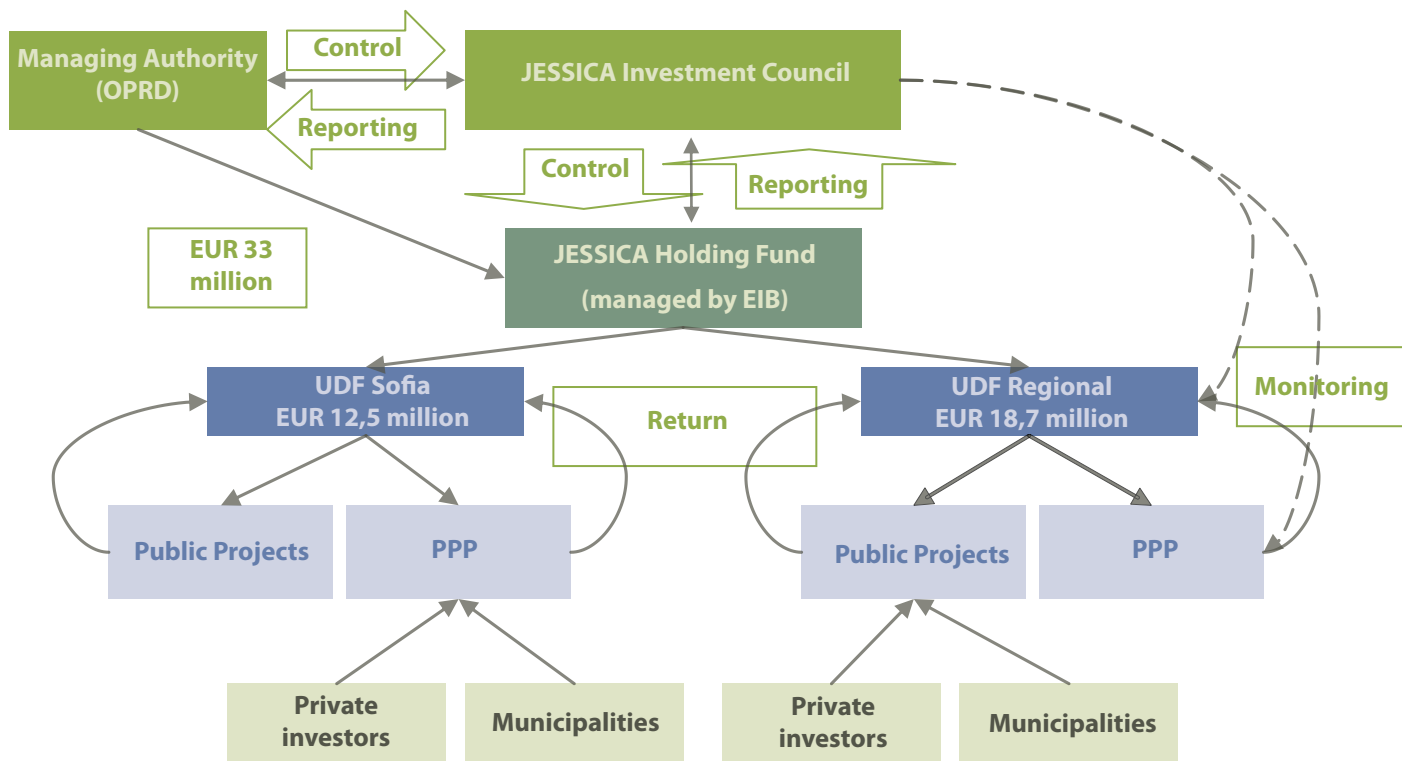 Managing Authority
(OPRD)
Control
Reporting
JESSICA Investment Council
Control
Reporting
EUR 33
million
JESSICA Holding Fund
(managed by EIB)
UDF Sofia
EUR 12,5 million
Return
UDF Regional
EUR 18,7 million
Monitoring
Public Projects
PPP
Public Projects
PPP
Private
investors
Municipalities
Private
investors
Municipalities